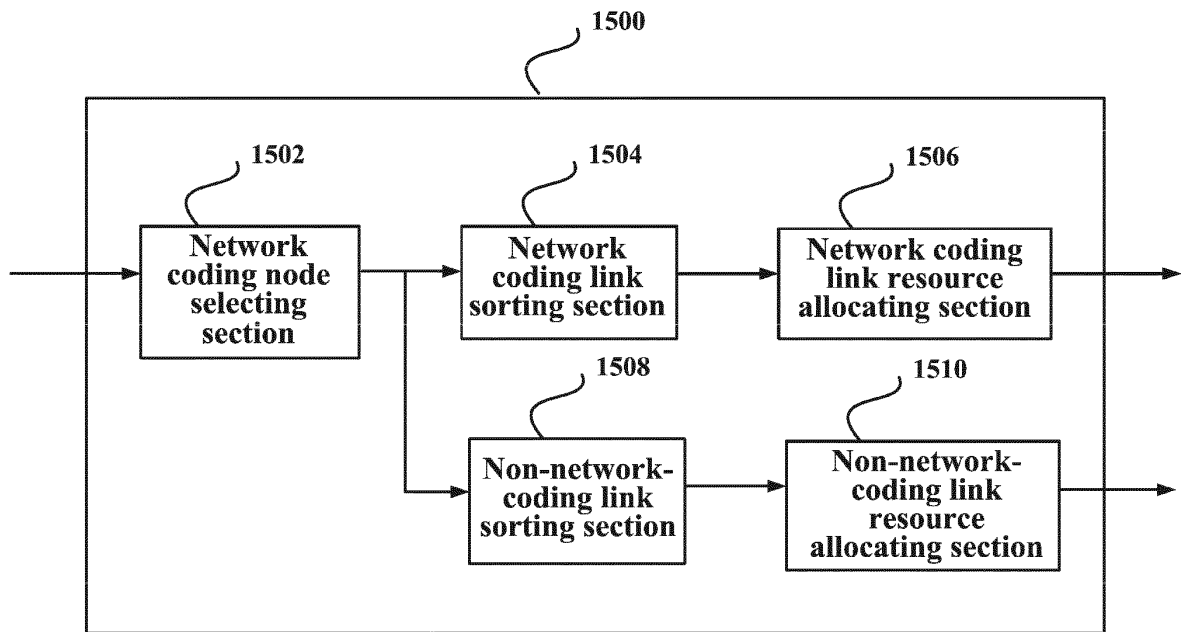 1500
1502
1504
1506
Network
coding node
selecting
section
Network
coding link
sorting section
Network coding
link resource
allocating section
1508
1510
Non-network-
coding link
sorting section
Non-network-
coding link
resource
allocating section